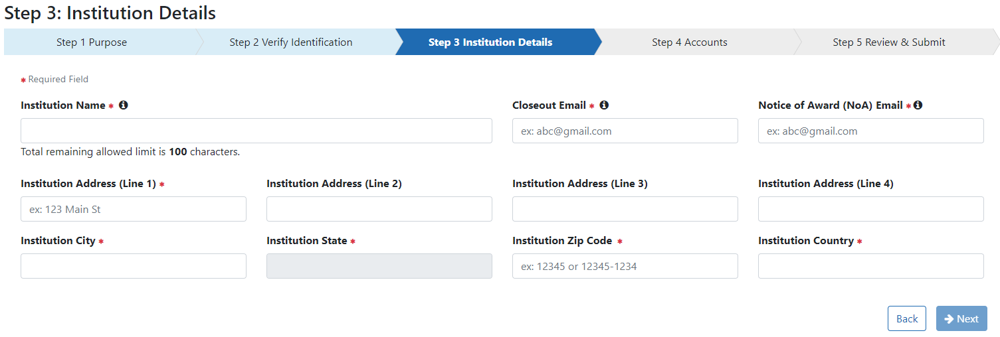 Step 3: Institution Details
Step 1 Purpose
Step 2 Verify Identification
Step 3 Institution Details
Step 4 Accounts
Step 5 Review & Submit
* Required Field
Institution Name *
Closeout Email *
Notice of Award (NoA) Email *
ex: abc@gmail.com
ex: abc@gmail.com
Total remaining allowed limit is 100 characters.
Institution Address (Line 1) *
Institution Address (Line 2)
Institution Address (Line 3)
Institution Address (Line 4)
ex: 123 Main St
Institution City *
Institution State *
Institution Zip Code *
Institution Country *
ex: 12345 or 12345-1234
Back
Next